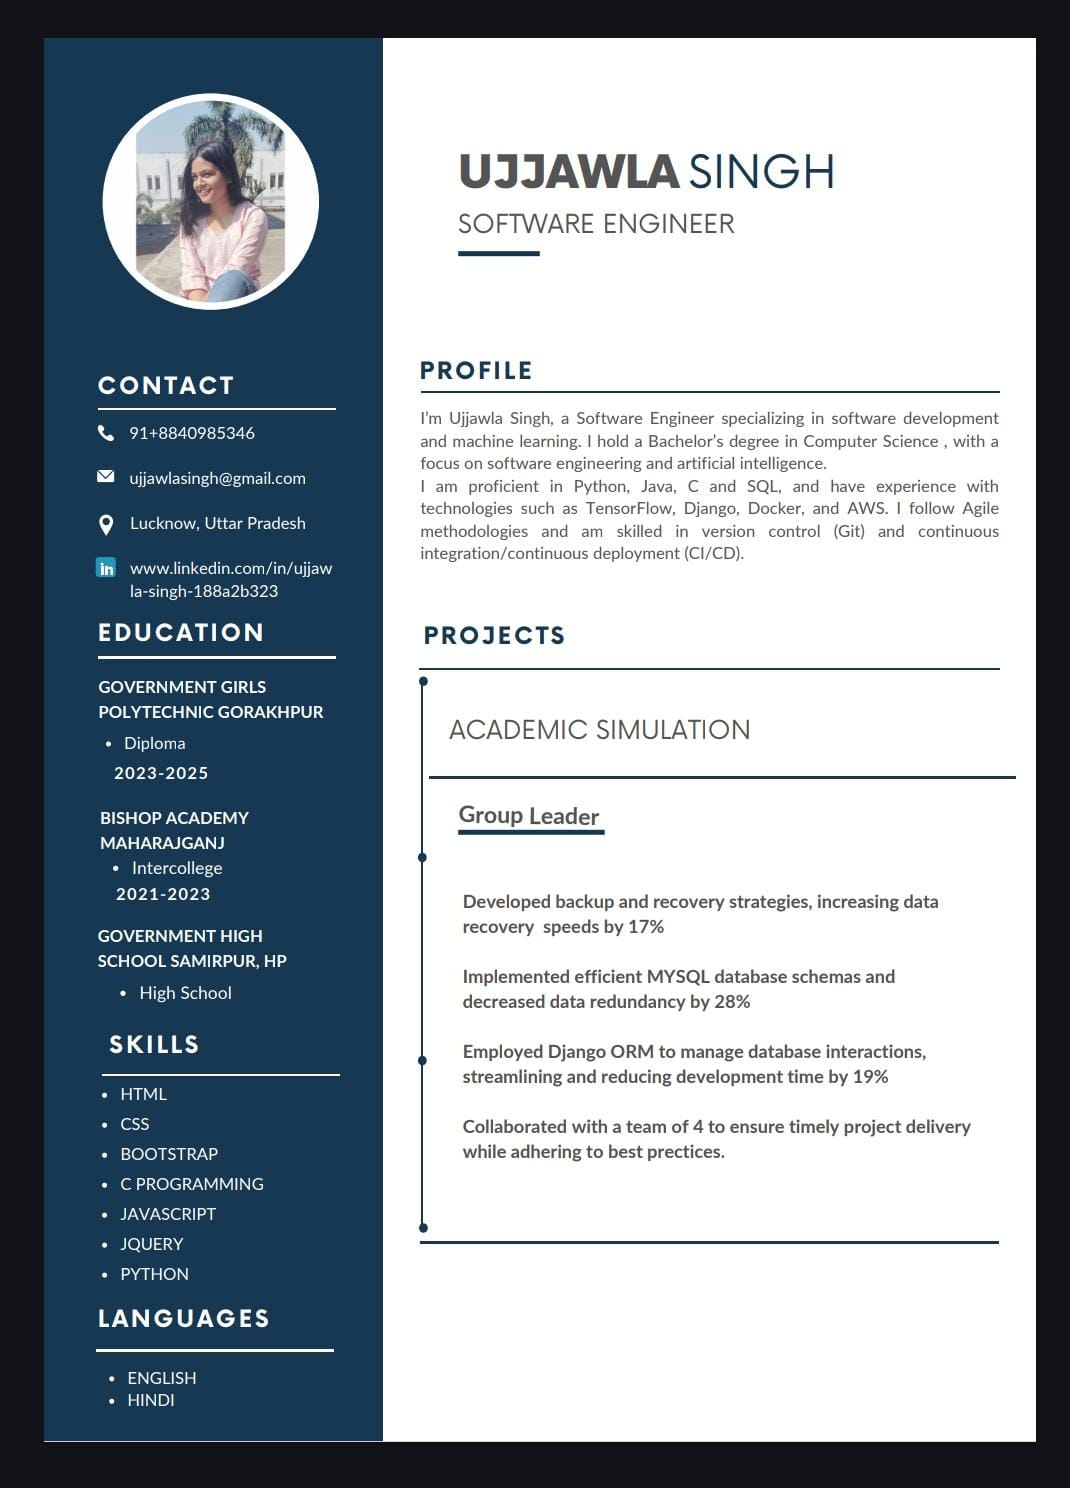 UJJAWLA SINGH
SOFTWARE ENGINEER
CONTACT
91+8840985346
ujjawlasingh@gmail.com
Lucknow, Uttar Pradesh
in
www.linkedin.com/in/ujjaw
la-singh-188a2b323
EDUCATION
GOVERNMENT GIRLS
POLYTECHNIC GORAKHPUR
• Diploma
2023-2025
BISHOP ACADEMY
MAHARAJGANJ
• Intercollege
2021-2023
GOVERNMENT HIGH
SCHOOL SAMIRPUR, HP
• High School
SKILLS
• HTML
• CSS
• BOOTSTRAP
• C PROGRAMMING
• JAVASCRIPT
• JQUERY
• PYTHON
LANGUAGES
• ENGLISH
• HINDI
PROFILE
I'm Ujjawla Singh, a Software Engineer specializing in software development
and machine learning. I hold a Bachelor's degree in Computer Science , with a
focus on software engineering and artificial intelligence.
I am proficient in Python, Java, C and SQL, and have experience with
technologies such as TensorFlow, Django, Docker, and AWS. I follow Agile
methodologies and am skilled in version control (Git) and continuous
integration/continuous deployment (CI/CD).
PROJECTS
ACADEMIC SIMULATION
Group Leader
Developed backup and recovery strategies, increasing data
recovery speeds by 17%
Implemented efficient MYSQL database schemas and
decreased data redundancy by 28%
Employed Django ORM to manage database interactions,
streamlining and reducing development time by 19%
Collaborated with a team of 4 to ensure timely project delivery
while adhering to best prectices.